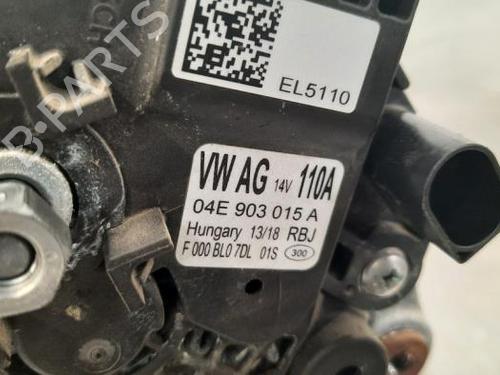 EL5110
VW AG 14V 110A
04E 903 015 A
Hungary 13/18 RBJ
F 000 BL0 7DL 01S 300
B-PARTS